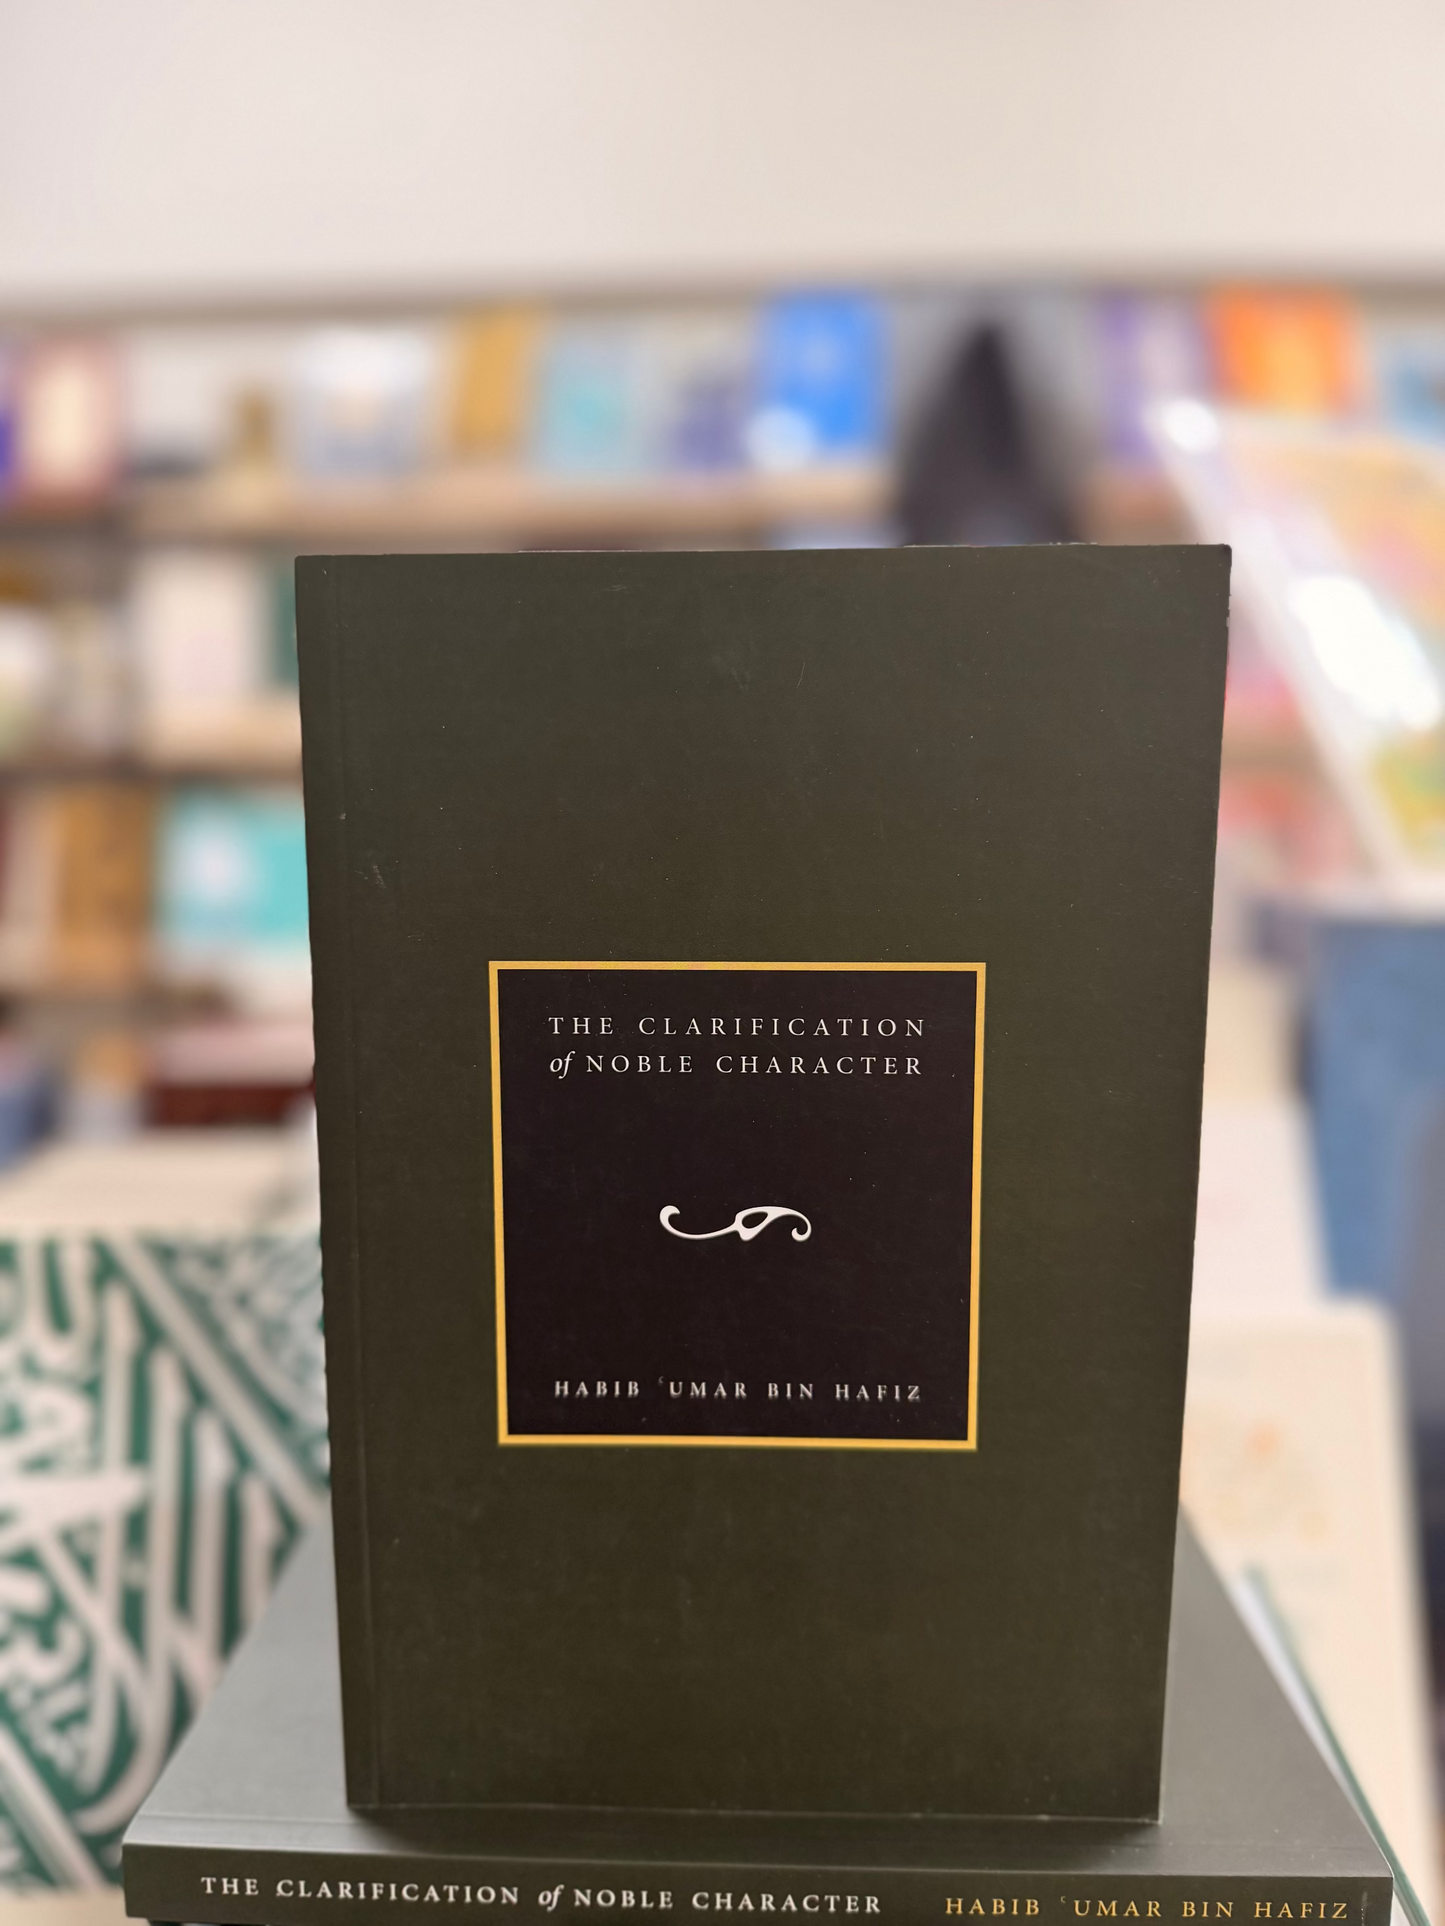 THE CLARIFICATION
of NOBLE CHARACTER
HABIB ʿUMAR BIN HAFIZ
THE CLARIFICATION of NOBLE CHARACTER HABIB ʿUMAR BIN HAFIZ